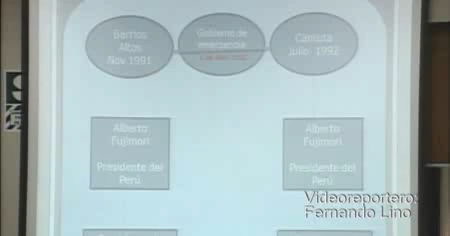 Barrios
Altos
Nov 1991
Gobierno de
emergencia
Cantuta
Julio 1992
Alberto
Fujimori
Presidente del
Perú
Alberto
Fujimori
Presidente del
Perú
Videoreportero:
Fernando Lino